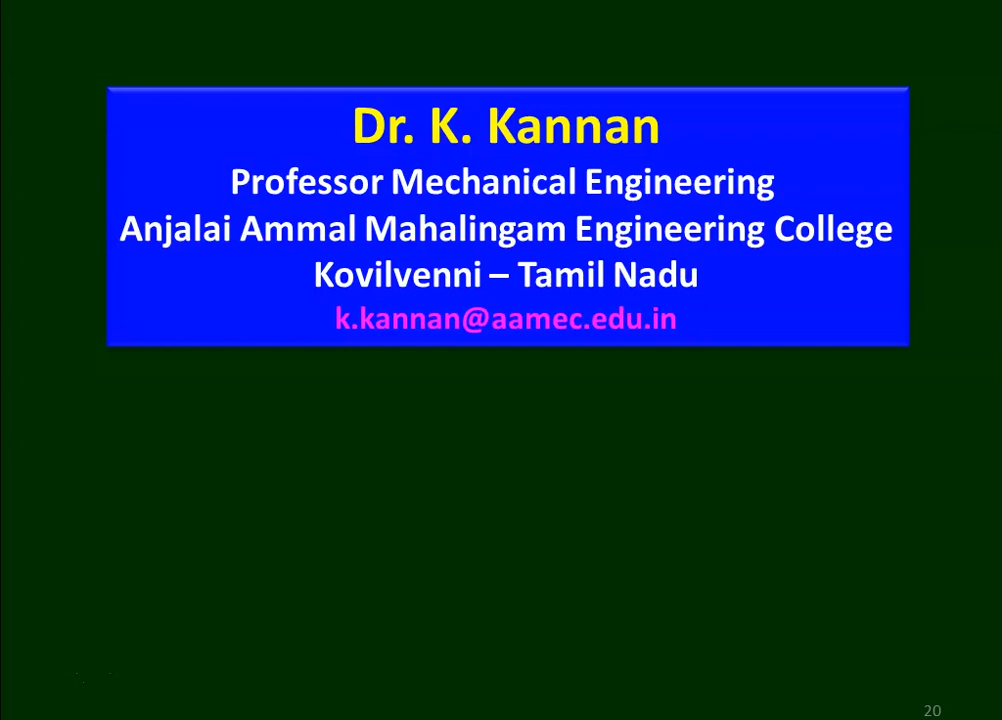 Dr. K. Kannan
Professor Mechanical Engineering
Anjalai Ammal Mahalingam Engineering College
Kovilvenni – Tamil Nadu
k.kannan@aamec.edu.in
20